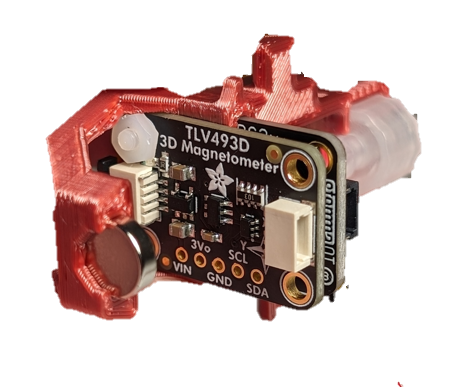 TLV493D
3D Magnetometer
Y
3Vo
SCL
VIN
GND
SDA